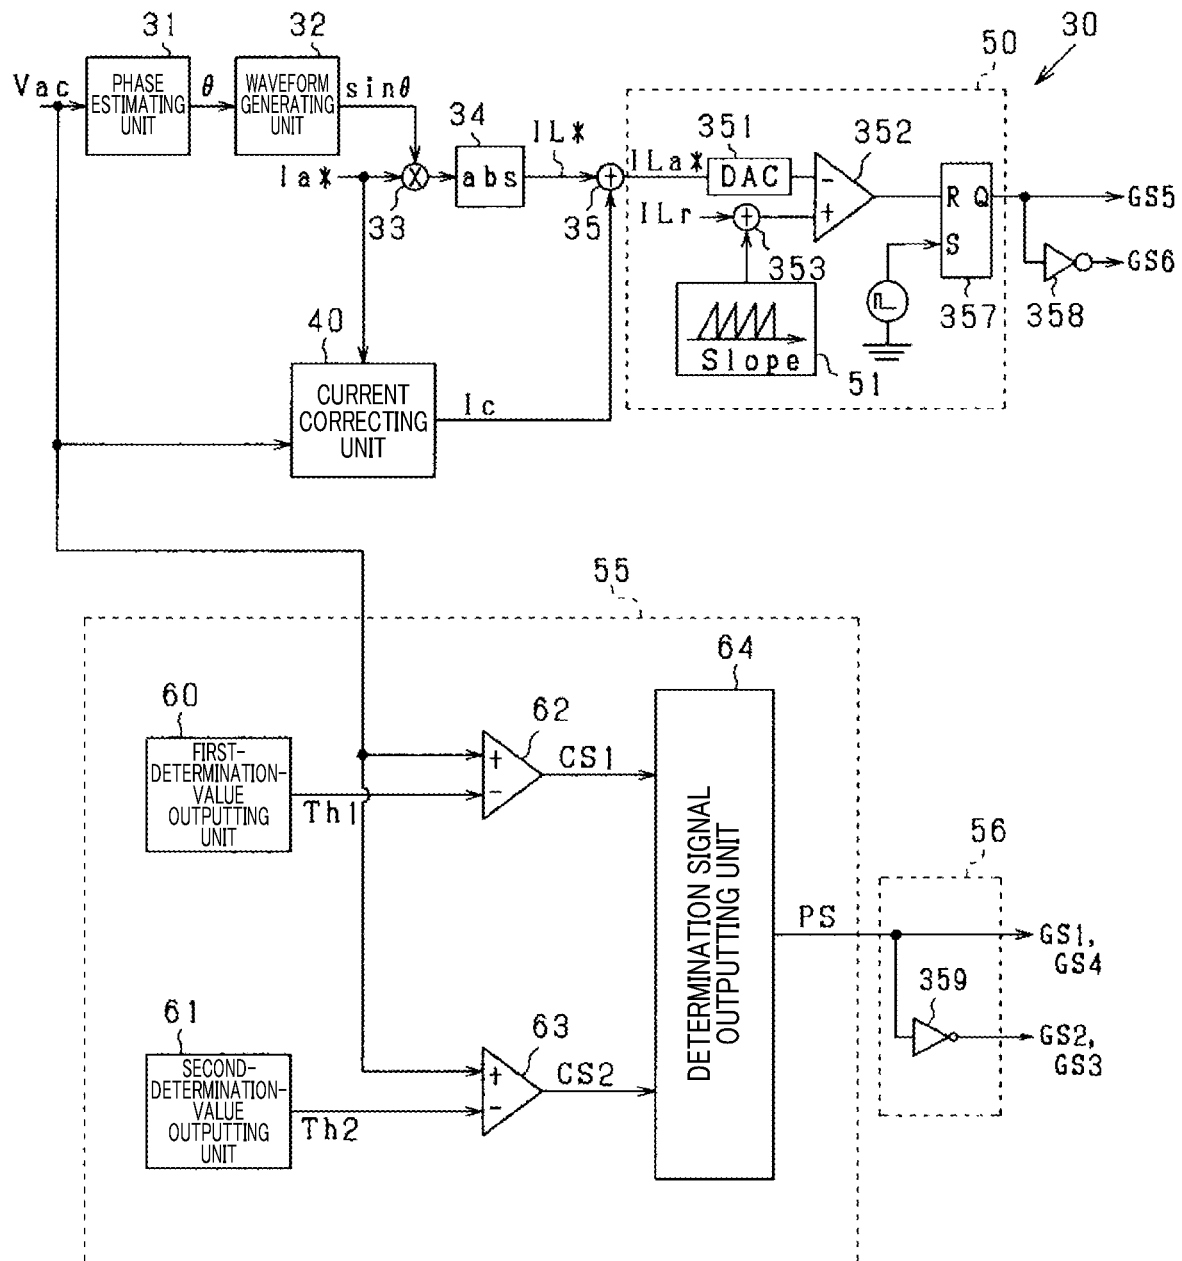 30
31
32
50
Vac
PHASE
ESTIMATING
UNIT
θ
WAVEFORM
GENERATING
UNIT
sinθ
34
IL*
351
352
Ia*
33
abs
35
ILa*
DAC
ILr
353
R Q
S
357
358
GS5
GS6
Slope
51
40
CURRENT
CORRECTING
UNIT
Ic
55
60
FIRST-
DETERMINATION-
VALUE
OUTPUTTING
UNIT
Th1
62
CS1
64
DETERMINATION SIGNAL
OUTPUTTING UNIT
61
SECOND-
DETERMINATION-
VALUE
OUTPUTTING
UNIT
Th2
63
CS2
PS
56
359
GS1,
GS4
GS2,
GS3